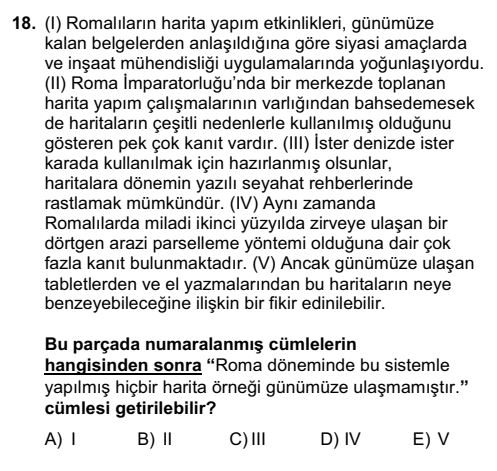 18. (I) Romalıların harita yapım etkinlikleri, günümüze
kalan belgelerden anlaşıldığına göre siyasi amaçlarda
ve inşaat mühendisliği uygulamalarında yoğunlaşıyordu.
(II) Roma İmparatorluğu'nda bir merkezde toplanan
harita yapım çalışmalarının varlığından bahsedemesek
de haritaların çeşitli nedenlerle kullanılmış olduğunu
gösteren pek çok kanıt vardır. (III) İster denizde ister
karada kullanılmak için hazırlanmış olsunlar,
haritalara dönemin yazılı seyahat rehberlerinde
rastlamak mümkündür. (IV) Aynı zamanda
Romalılarda miladi ikinci yüzyılda zirveye ulaşan bir
dörtgen arazi parselleme yöntemi olduğuna dair çok
fazla kanıt bulunmaktadır. (V) Ancak günümüze ulaşan
tabletlerden ve el yazmalarından bu haritaların neye
benzeyebileceğine ilişkin bir fikir edinilebilir.
Bu parçada numaralanmış cümlelerin
hangisinden sonra “Roma döneminde bu sistemle
yapılmış hiçbir harita örneği günümüze ulaşmamıştır.”
cümlesi getirilebilir?
A) I B) II C) III D) IV E) V